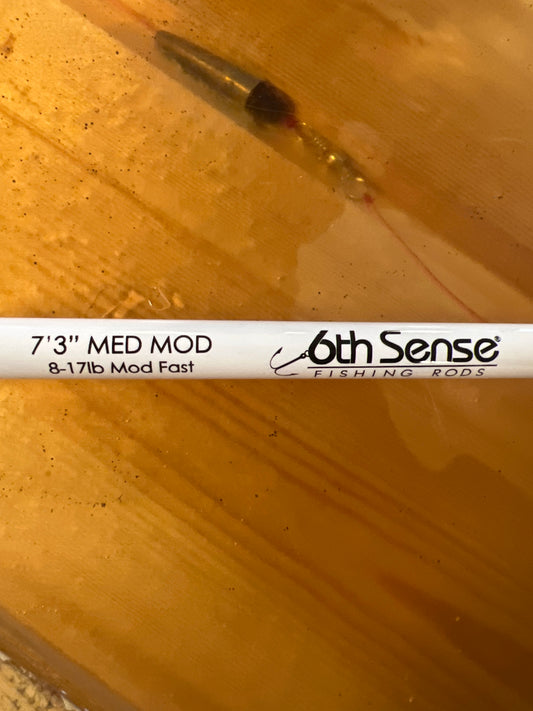 7'3" MED MOD
8-17lb Mod Fast
6th Sense®
FISHING RODS